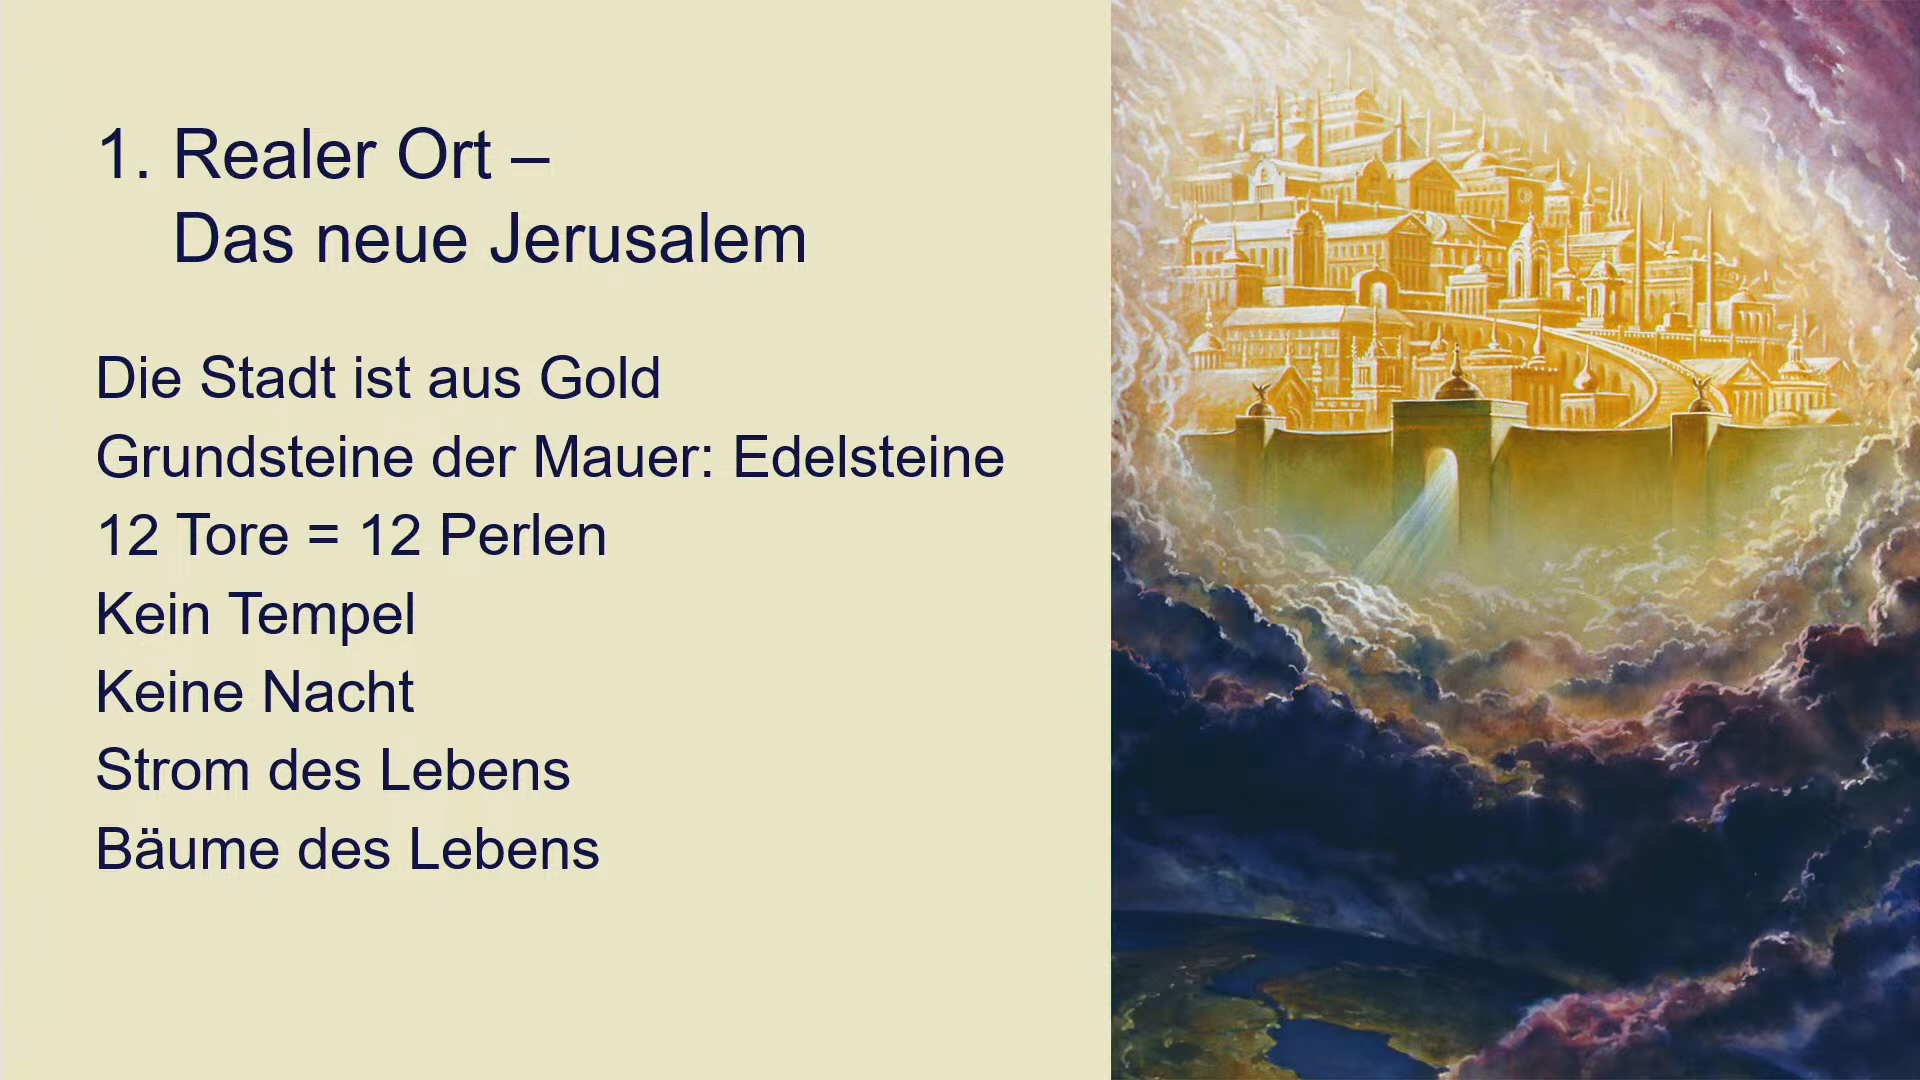 1. Realer Ort –
Das neue Jerusalem
Die Stadt ist aus Gold
Grundsteine der Mauer: Edelsteine
12 Tore = 12 Perlen
Kein Tempel
Keine Nacht
Strom des Lebens
Bäume des Lebens